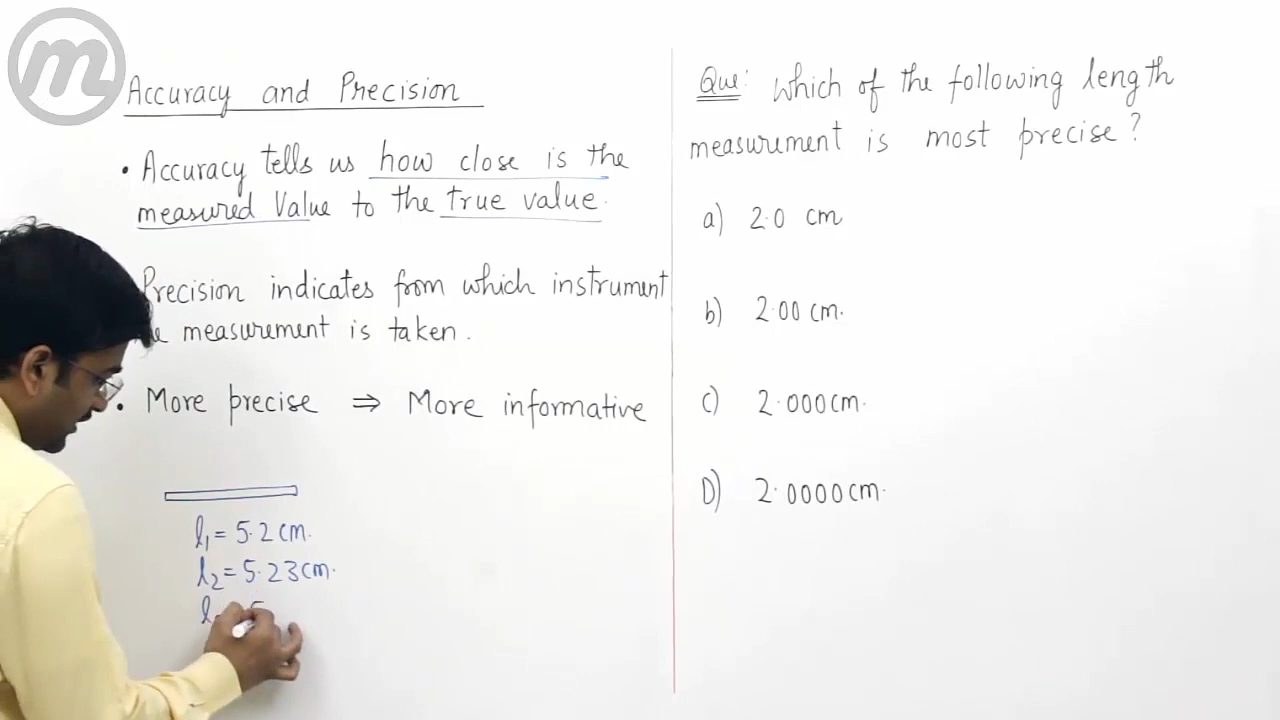 m
Accuracy and Precision
• Accuracy tells us how close is the
measured Value to the true value.
Precision indicates from which instrument
measurement is taken.
• More precise ⇒ More informative
l₁ = 5.2 cm.
l₂ = 5.23 cm.
Que: Which of the following length
measurement is most precise?
a) 2.0 cm
b) 2.00 cm.
c) 2.000 cm.
D) 2.0000 cm.